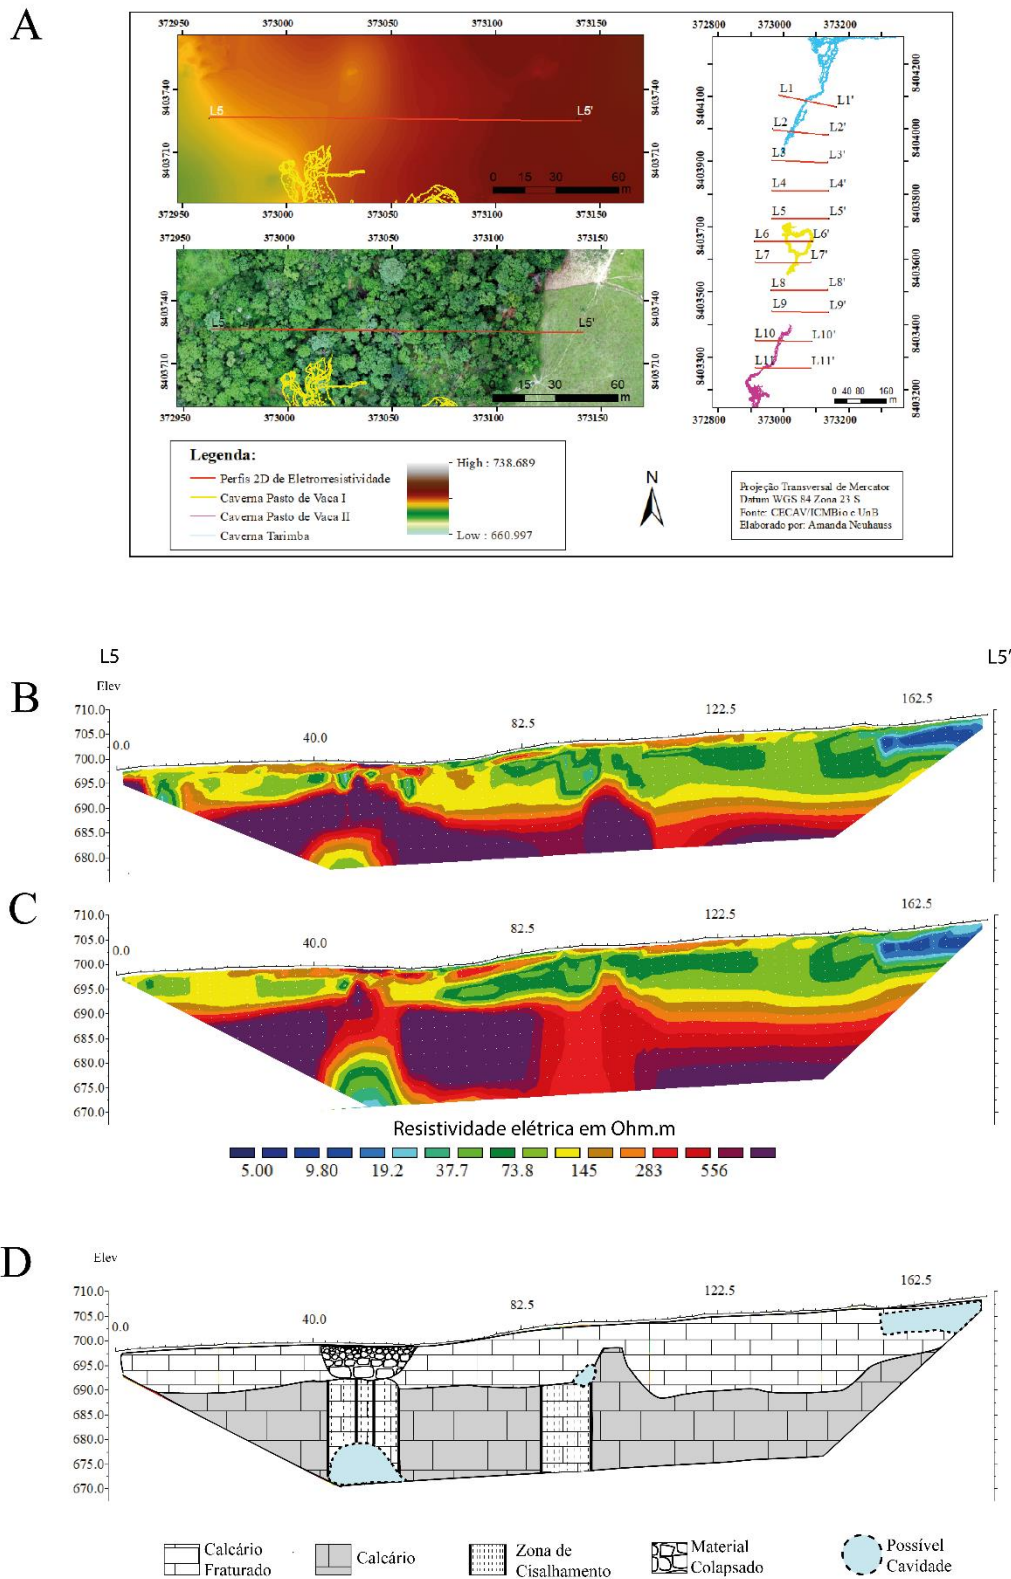 A
372950 373000 373050 373100 373150
8403740
8403710
L5 L5'
0 15 30 60
m
372950 373000 373050 373100 373150
8403740
8403710
L5 L5'
0 15 30 60
m
372950 373000 373050 373100 373170
372800 373000 373200
8404100
8403900
8403700
8403500
8403300
8404200
8404000
8403800
8403600
8403400
8403200
L1 L1'
L2 L2'
L3 L3'
L4 L4'
L5 L5'
L6 L6'
L7 L7'
L8 L8'
L9 L9'
L10 L10'
L11 L11'
0 40 80 160
m
372800 373000 373200
Legenda:
Perfis 2D de Eletrorresistividade
Caverna Pasto de Vaca I
Caverna Pasto de Vaca II
Caverna Tarimba
High : 738.689
Low : 660.997
N
Projeção Transversal de Mercator
Datum WGS 84 Zona 23 S
Fonte: CECAV/ICMBio e UnB
Elaborado por: Amanda Neuhauss
L5 L5'
B
Elev
710.0
705.0
700.0
695.0
690.0
685.0
680.0
0.0 40.0 82.5 122.5 162.5
C
710.0
705.0
700.0
695.0
690.0
680.0
675.0
670.0
0.0 40.0 82.5 122.5 162.5
Resistividade elétrica em Ohm.m
5.00 9.80 19.2 37.7 73.8 145 283 556
D
Elev
710.0
705.0
700.0
695.0
690.0
685.0
680.0
675.0
670.0
0.0 40.0 82.5 122.5 162.5
Calcário
Fraturado
Calcário
Zona de
Cisalhamento
Material
Colapsado
Possível
Cavidade